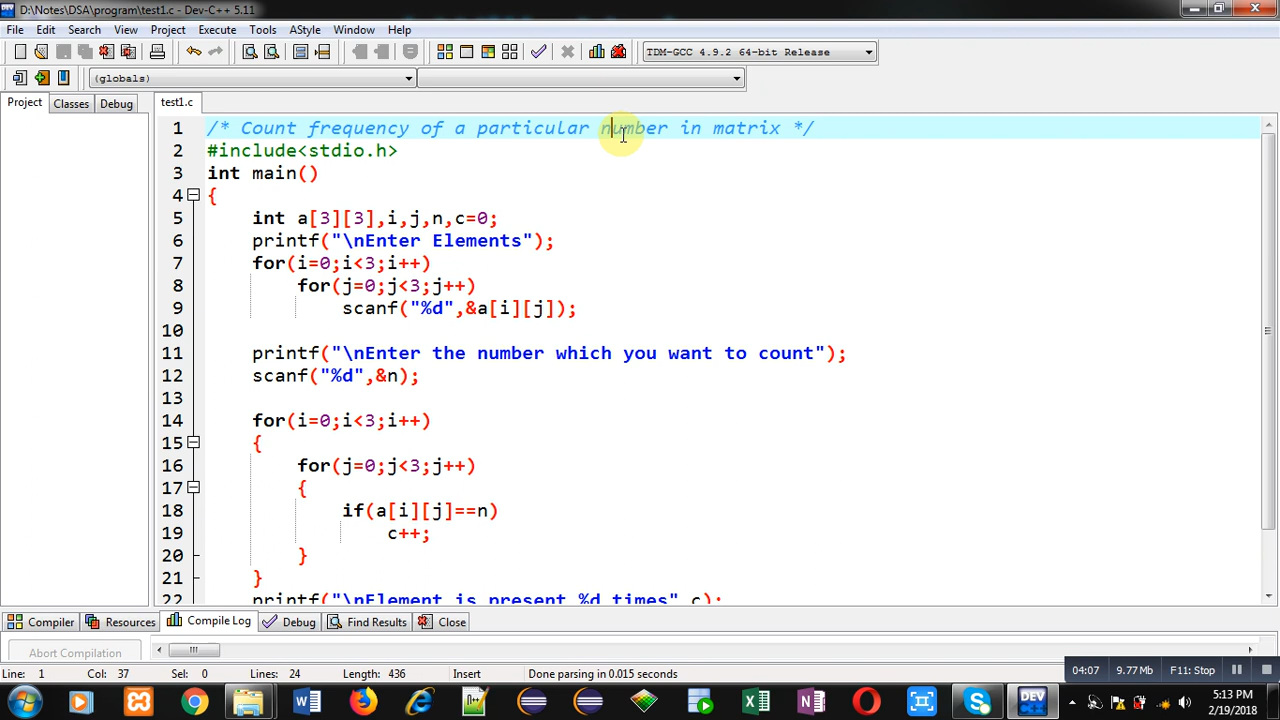 D:\Notes\DSA\program\test1.c - Dev-C++ 5.11
File Edit Search View Project Execute Tools AStyle Window Help
TDM-GCC 4.9.2 64-bit Release
(globals)
Project Classes Debug test1.c
1 /* Count frequency of a particular number in matrix */
2 #include<stdio.h>
3 int main()
4 {
5 int a[3][3],i,j,n,c=0;
6 printf("\nEnter Elements");
7 for(i=0;i<3;i++)
8 for(j=0;j<3;j++)
9 scanf("%d",&a[i][j]);
10
11 printf("\nEnter the number which you want to count");
12 scanf("%d",&n);
13
14 for(i=0;i<3;i++)
15 {
16 for(j=0;j<3;j++)
17 {
18 if(a[i][j]==n)
19 c++;
20 }
21 }
22 printf("\nElement is present %d times",c);
Compiler Resources Compile Log Debug Find Results Close
Abort Compilation
Line: 1 Col: 37 Sel: 0 Lines: 24 Length: 436 Insert Done parsing in 0.015 seconds
04:07 9.77 MB F11: Stop
DEV
5:13 PM
2/19/2018